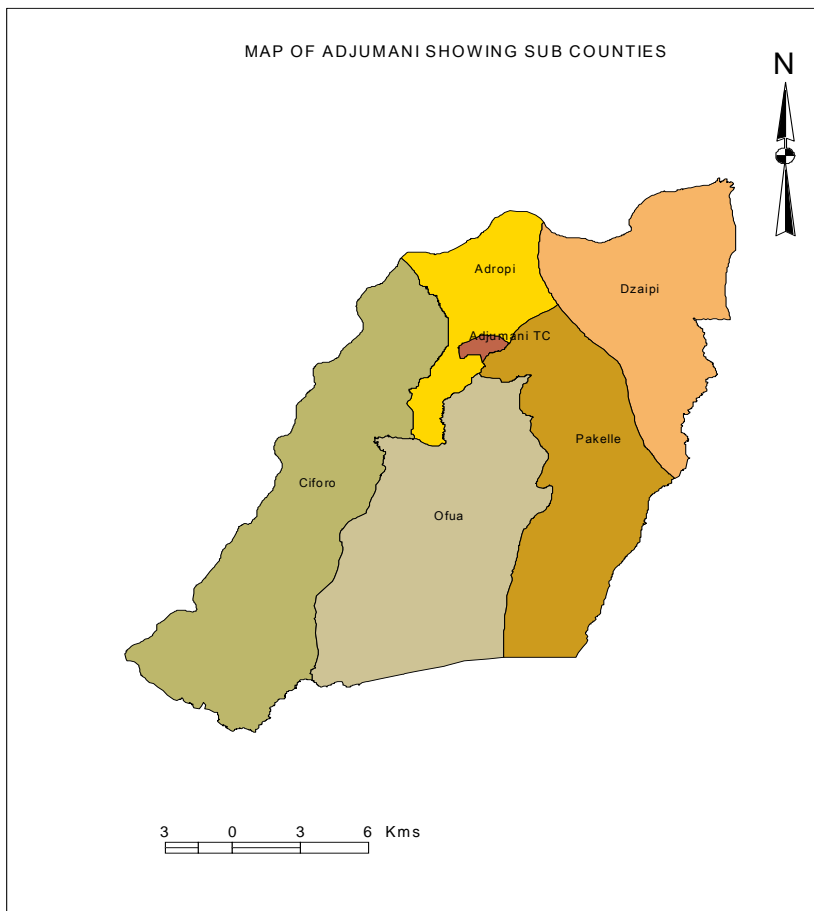 MAP OF ADJUMANI SHOWING SUB COUNTIES
N
Adropi
Dzaipi
Adjumani TC
Pakelle
Ciforo
Ofua
3 0 3 6 Kms